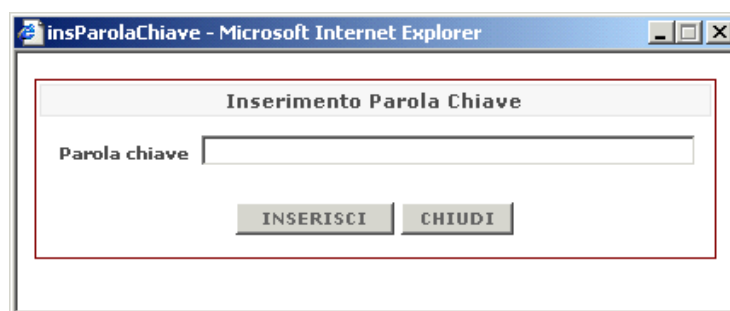 insParolaChiave - Microsoft Internet Explorer
Inserimento Parola Chiave
Parola chiave
INSERISCI CHIUDI